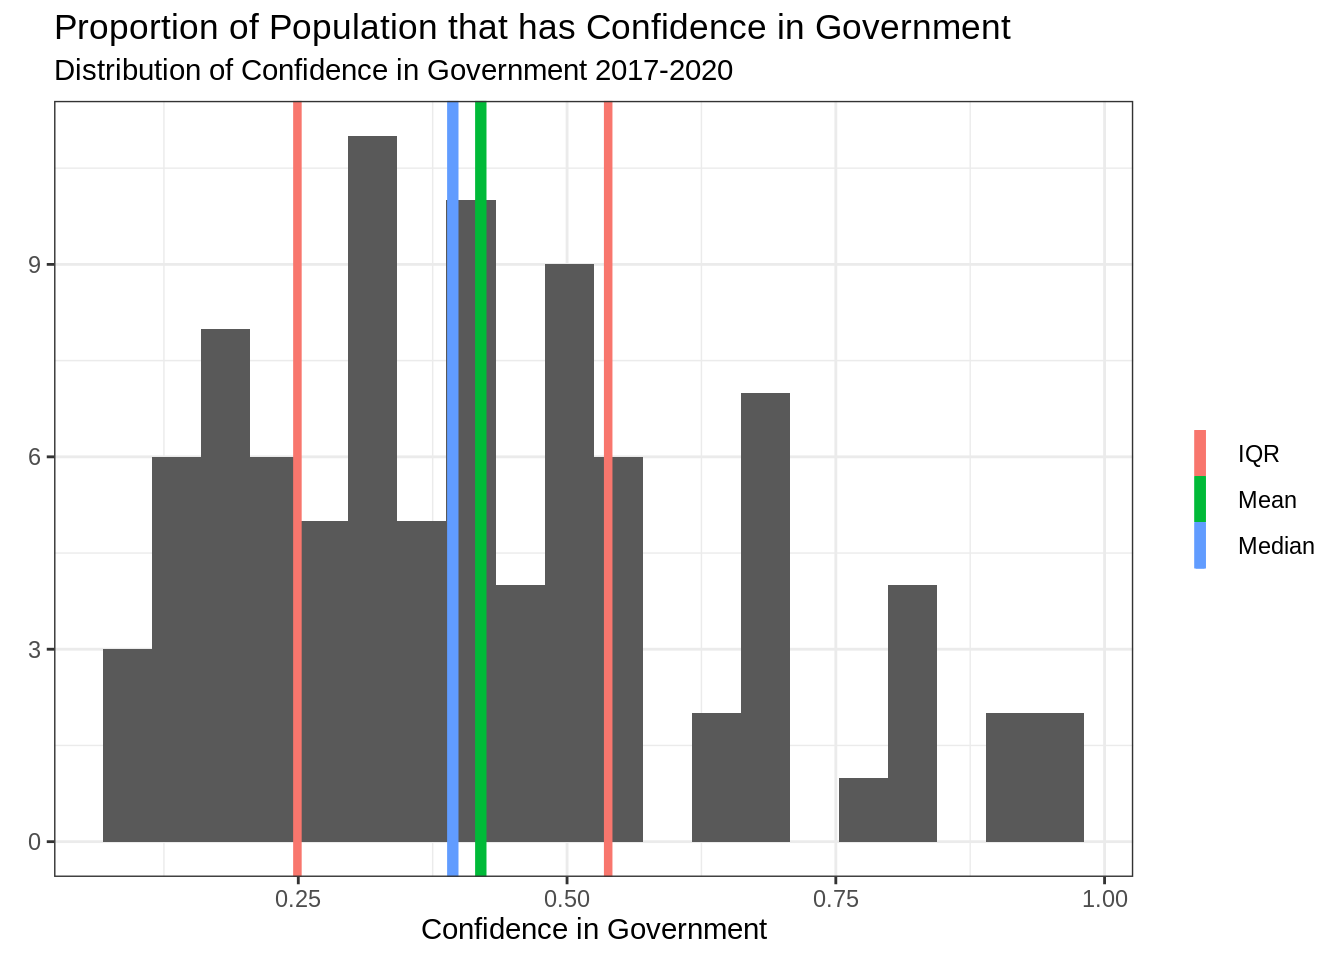 Proportion of Population that has Confidence in Government
Distribution of Confidence in Government 2017-2020
9
6
3
0
0.25 0.50 0.75 1.00
Confidence in Government
IQR
Mean
Median